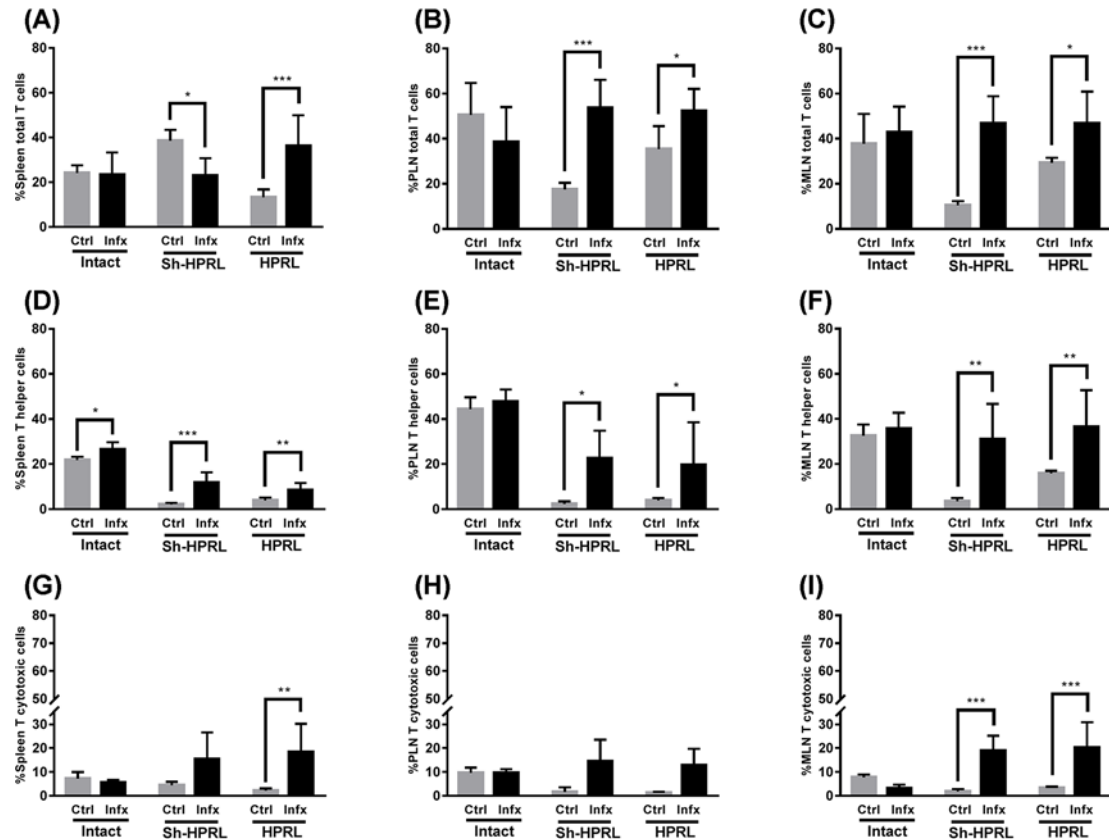 (A)
%Spleen total T cells
80
60
40
20
0
*
***
Ctrl Infx Ctrl Infx Ctrl Infx
Intact Sh-HPRL HPRL
(B)
%PLN total T cells
80
60
40
20
0
***
*
Ctrl Infx Ctrl Infx Ctrl Infx
Intact Sh-HPRL HPRL
(C)
%MLN total T cells
80
60
40
20
0
***
*
Ctrl Infx Ctrl Infx Ctrl Infx
Intact Sh-HPRL HPRL
(D)
%Spleen T helper cells
80
60
40
20
0
*
***
**
Ctrl Infx Ctrl Infx Ctrl Infx
Intact Sh-HPRL HPRL
(E)
%PLN T helper cells
80
60
40
20
0
*
*
Ctrl Infx Ctrl Infx Ctrl Infx
Intact Sh-HPRL HPRL
(F)
%MLN T helper cells
80
60
40
20
0
**
**
Ctrl Infx Ctrl Infx Ctrl Infx
Intact Sh-HPRL HPRL
(G)
%Spleen T cytotoxic cells
80
70
60
50
30
20
10
0
**
Ctrl Infx Ctrl Infx Ctrl Infx
Intact Sh-HPRL HPRL
(H)
%PLN T cytotoxic cells
80
70
60
50
30
20
10
0
Ctrl Infx Ctrl Infx Ctrl Infx
Intact Sh-HPRL HPRL
(I)
%MLN T cytotoxic cells
80
70
60
50
30
20
10
0
***
***
Ctrl Infx Ctrl Infx Ctrl Infx
Intact Sh-HPRL HPRL